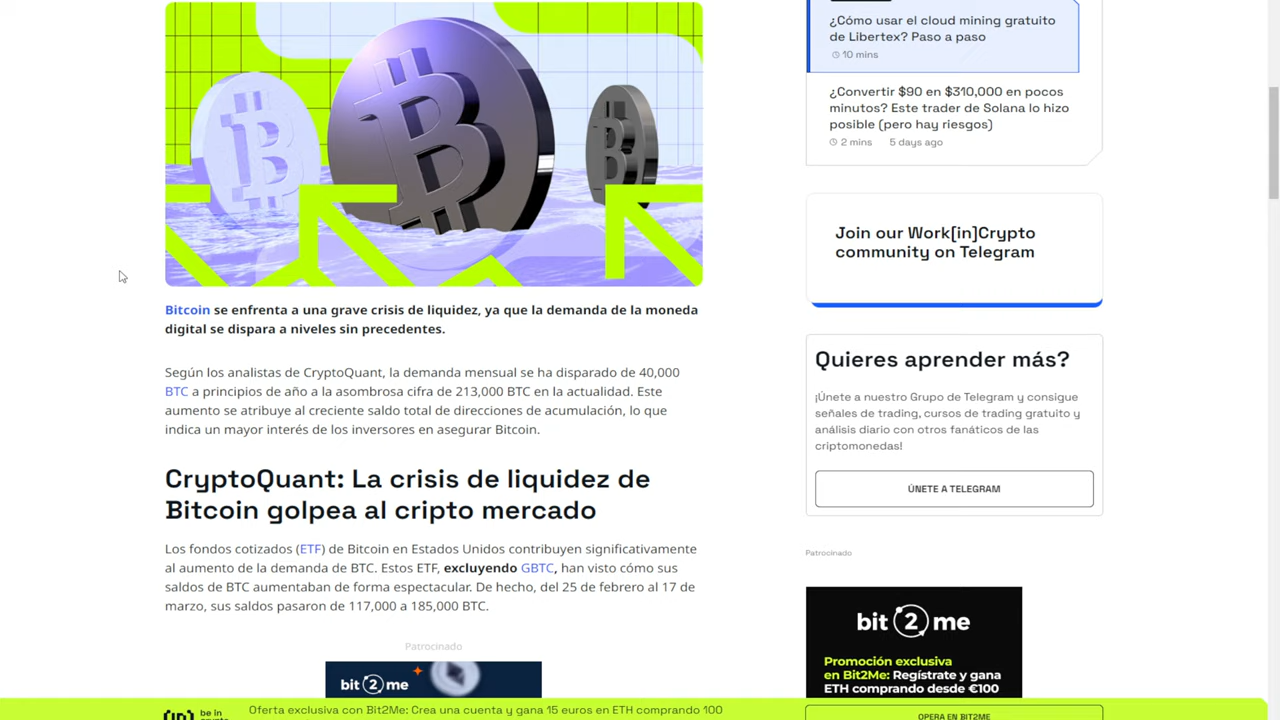 Bitcoin se enfrenta a una grave crisis de liquidez, ya que la demanda de la moneda
digital se dispara a niveles sin precedentes.
Según los analistas de CryptoQuant, la demanda mensual se ha disparado de 40,000
BTC a principios de año a la asombrosa cifra de 213,000 BTC en la actualidad. Este
aumento se atribuye al creciente saldo total de direcciones de acumulación, lo que
indica un mayor interés de los inversores en asegurar Bitcoin.
CryptoQuant: La crisis de liquidez de
Bitcoin golpea al cripto mercado
Los fondos cotizados (ETF) de Bitcoin en Estados Unidos contribuyen significativamente
al aumento de la demanda de BTC. Estos ETF, excluyendo GBTC, han visto cómo sus
saldos de BTC aumentaban de forma espectacular. De hecho, del 25 de febrero al 17 de
marzo, sus saldos pasaron de 117,000 a 185,000 BTC.
Patrocinado
bit2me
¿Cómo usar el cloud mining gratuito
de Libertex? Paso a paso
10 mins
¿Convertir $90 en $310,000 en pocos
minutos? Este trader de Solana lo hizo
posible (pero hay riesgos)
2 mins 5 days ago
Join our Work[in]Crypto
community on Telegram
Quieres aprender más?
¡Únete a nuestro Grupo de Telegram y consigue
señales de trading, cursos de trading gratuito y
análisis diario con otros fanáticos de las
criptomonedas!
ÚNETE A TELEGRAM
Patrocinado
bit2me
Promoción exclusiva
en Bit2Me: Regístrate y gana
ETH comprando desde €100
be in
Oferta exclusiva con Bit2Me: Crea una cuenta y gana 15 euros en ETH comprando 100
OPERA EN BIT2ME